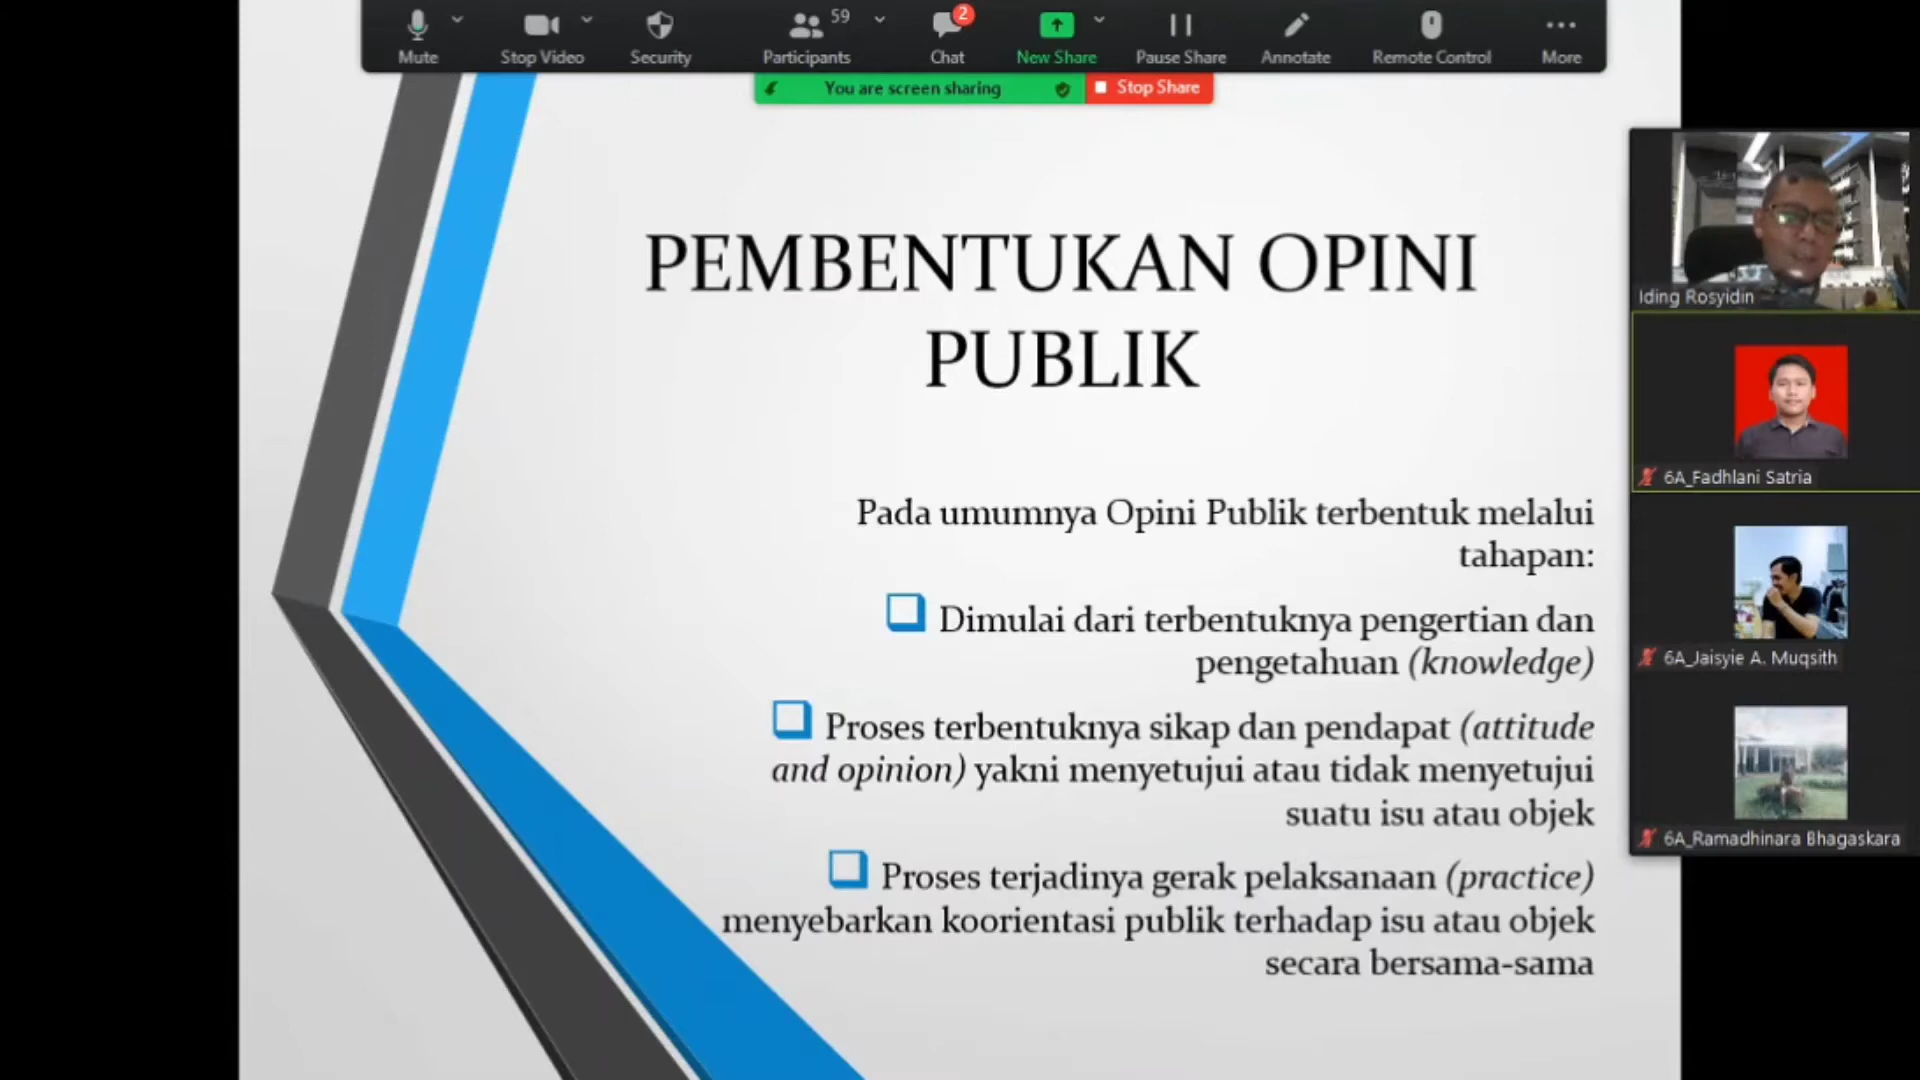 59
2
Mute
Stop Video
Security
Participants
Chat
New Share
Pause Share
Annotate
Remote Control
More
You are screen sharing
Stop Share
PEMBENTUKAN OPINI
PUBLIK
Pada umumnya Opini Publik terbentuk melalui
tahapan:
Dimulai dari terbentuknya pengertian dan
pengetahuan (knowledge)
Proses terbentuknya sikap dan pendapat (attitude
and opinion) yakni menyetujui atau tidak menyetujui
suatu isu atau objek
Proses terjadinya gerak pelaksanaan (practice)
menyebarkan koorientasi publik terhadap isu atau objek
secara bersama-sama
Iding Rosyidin
6A_Fadhlani Satria
6A_Jaisyie A. Muqsith
6A_Ramadhinara Bhagaskara